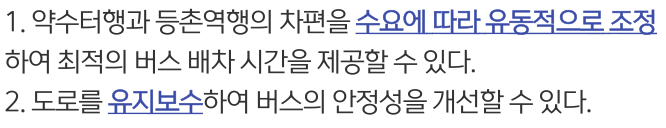 1. 약수터행과 등촌역행의 차편을 수요에 따라 유동적으로 조정
하여 최적의 버스 배차 시간을 제공할 수 있다.
2. 도로를 유지보수하여 버스의 안정성을 개선할 수 있다.